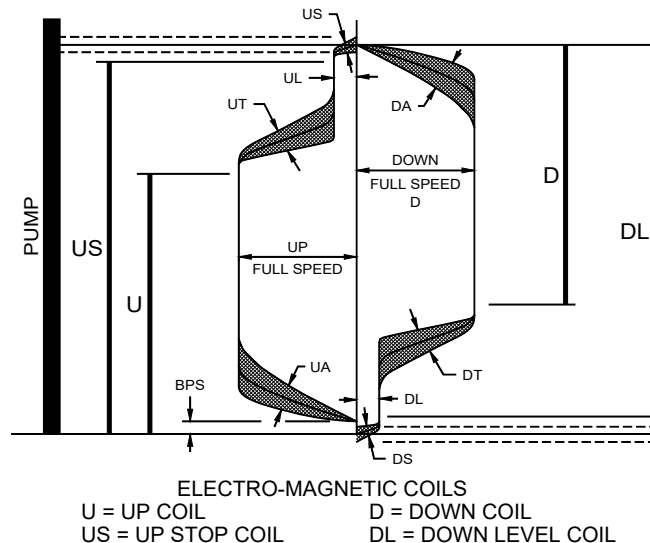 US
UL
UT
DA
DOWN
FULL SPEED
D
D
PUMP
US
DL
UP
FULL SPEED
U
BPS
UA
DT
DL
DS
ELECTRO-MAGNETIC COILS
U = UP COIL
D = DOWN COIL
US = UP STOP COIL
DL = DOWN LEVEL COIL